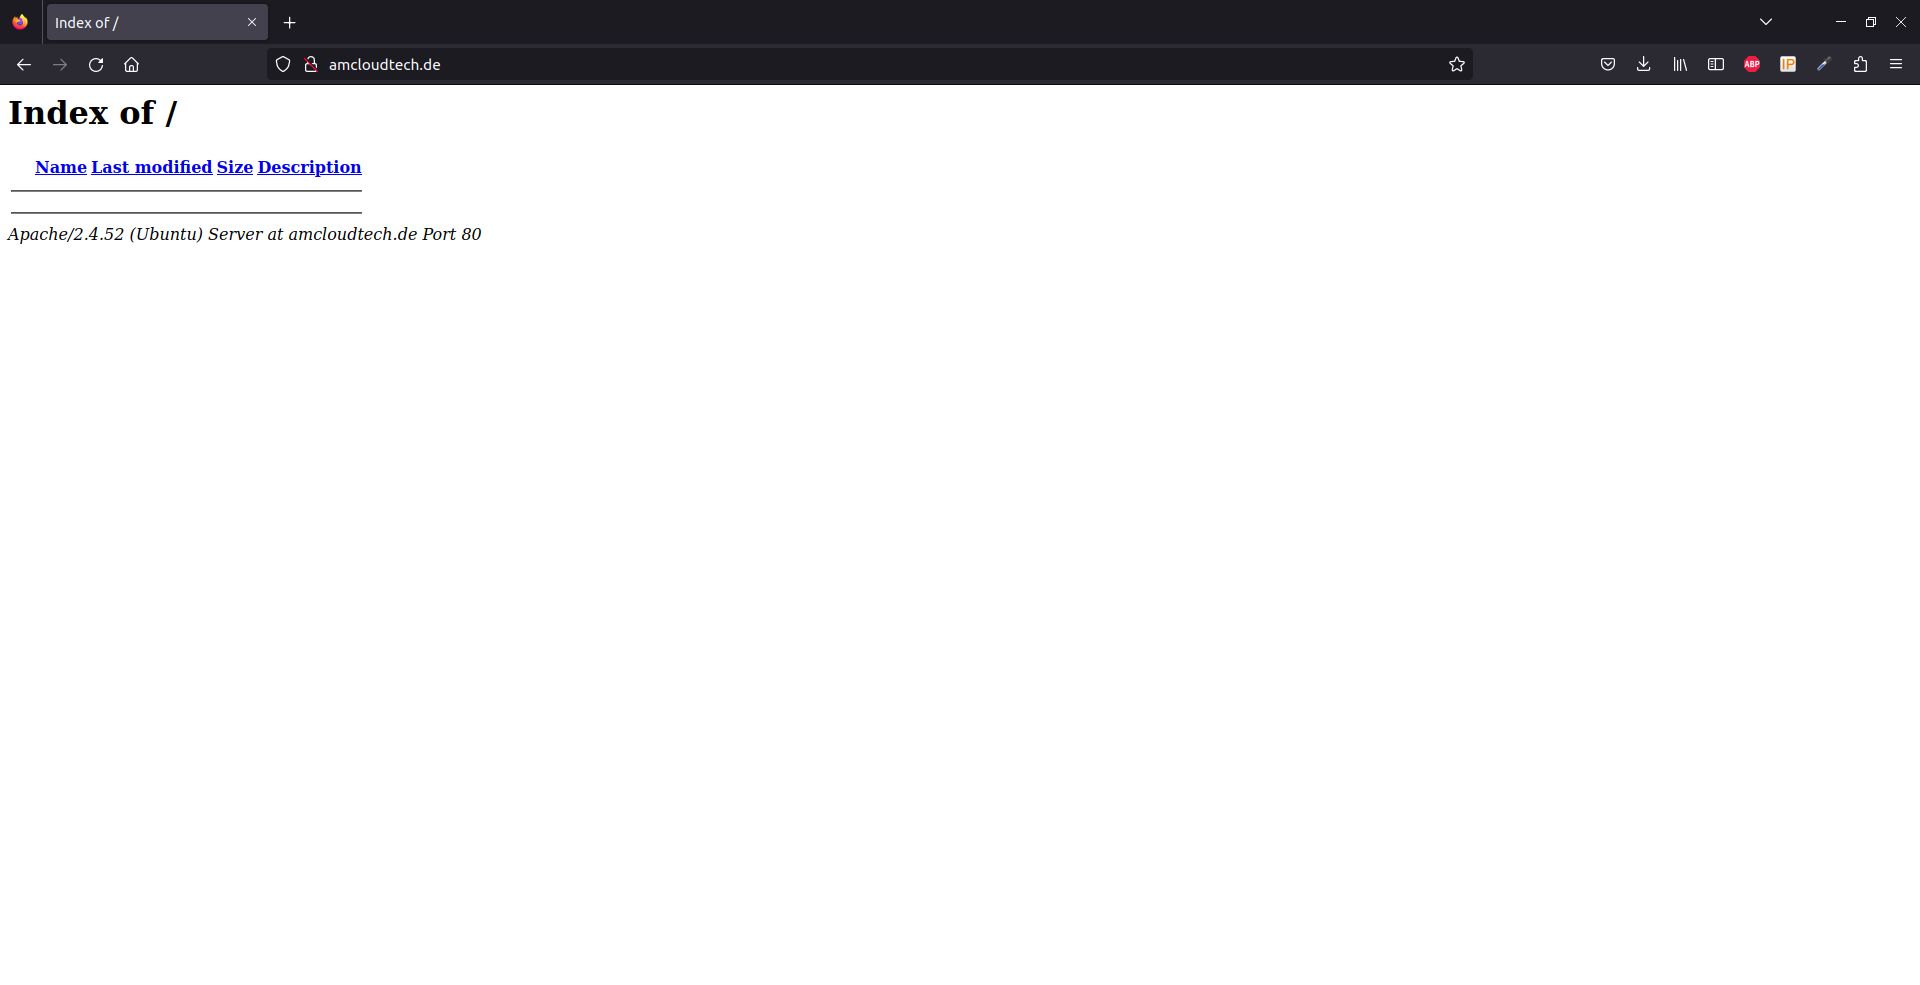 Index of /
amcloudtech.de
ABP
IP
Index of /
Name Last modified Size Description
Apache/2.4.52 (Ubuntu) Server at amcloudtech.de Port 80